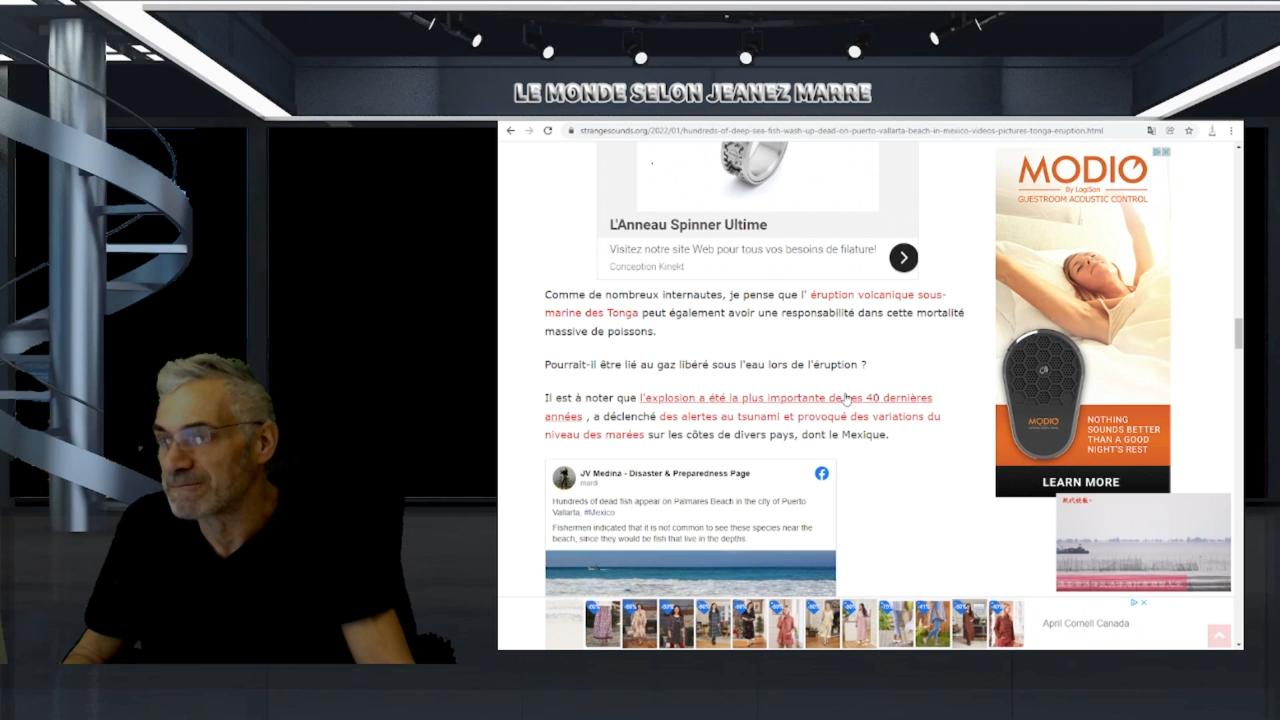 LE MONDE SELON JEANEZ MARRE
strangesounds.org/2022/01/hundreds-of-deep-sea-fish-wash-up-dead-on-puerto-vallarta-beach-in-mexico-videos-pictures-tonga-eruption.html
L'Anneau Spinner Ultime
Visitez notre site Web pour tous vos besoins de filature!
Conception Kinekt
Comme de nombreux internautes, je pense que l' éruption volcanique sous-
marine des Tonga peut également avoir une responsabilité dans cette mortalité
massive de poissons.
Pourrait-il être lié au gaz libéré sous l'eau lors de l'éruption ?
Il est à noter que l'explosion a été la plus importante de ces 40 dernières
années , a déclenché des alertes au tsunami et provoqué des variations du
niveau des marées sur les côtes de divers pays, dont le Mexique.
JV Medina - Disaster & Preparedness Page
mardi
Hundreds of dead fish appear on Palmares Beach in the city of Puerto
Vallarta, #Mexico
Fishermen indicated that it is not common to see these species near the
beach, since they would be fish that live in the depths.
MODIO
By LogiSon
GUESTROOM ACOUSTIC CONTROL
MODIO
NOTHING
SOUNDS BETTER
THAN A GOOD
NIGHT'S REST
LEARN MORE
April Cornell Canada